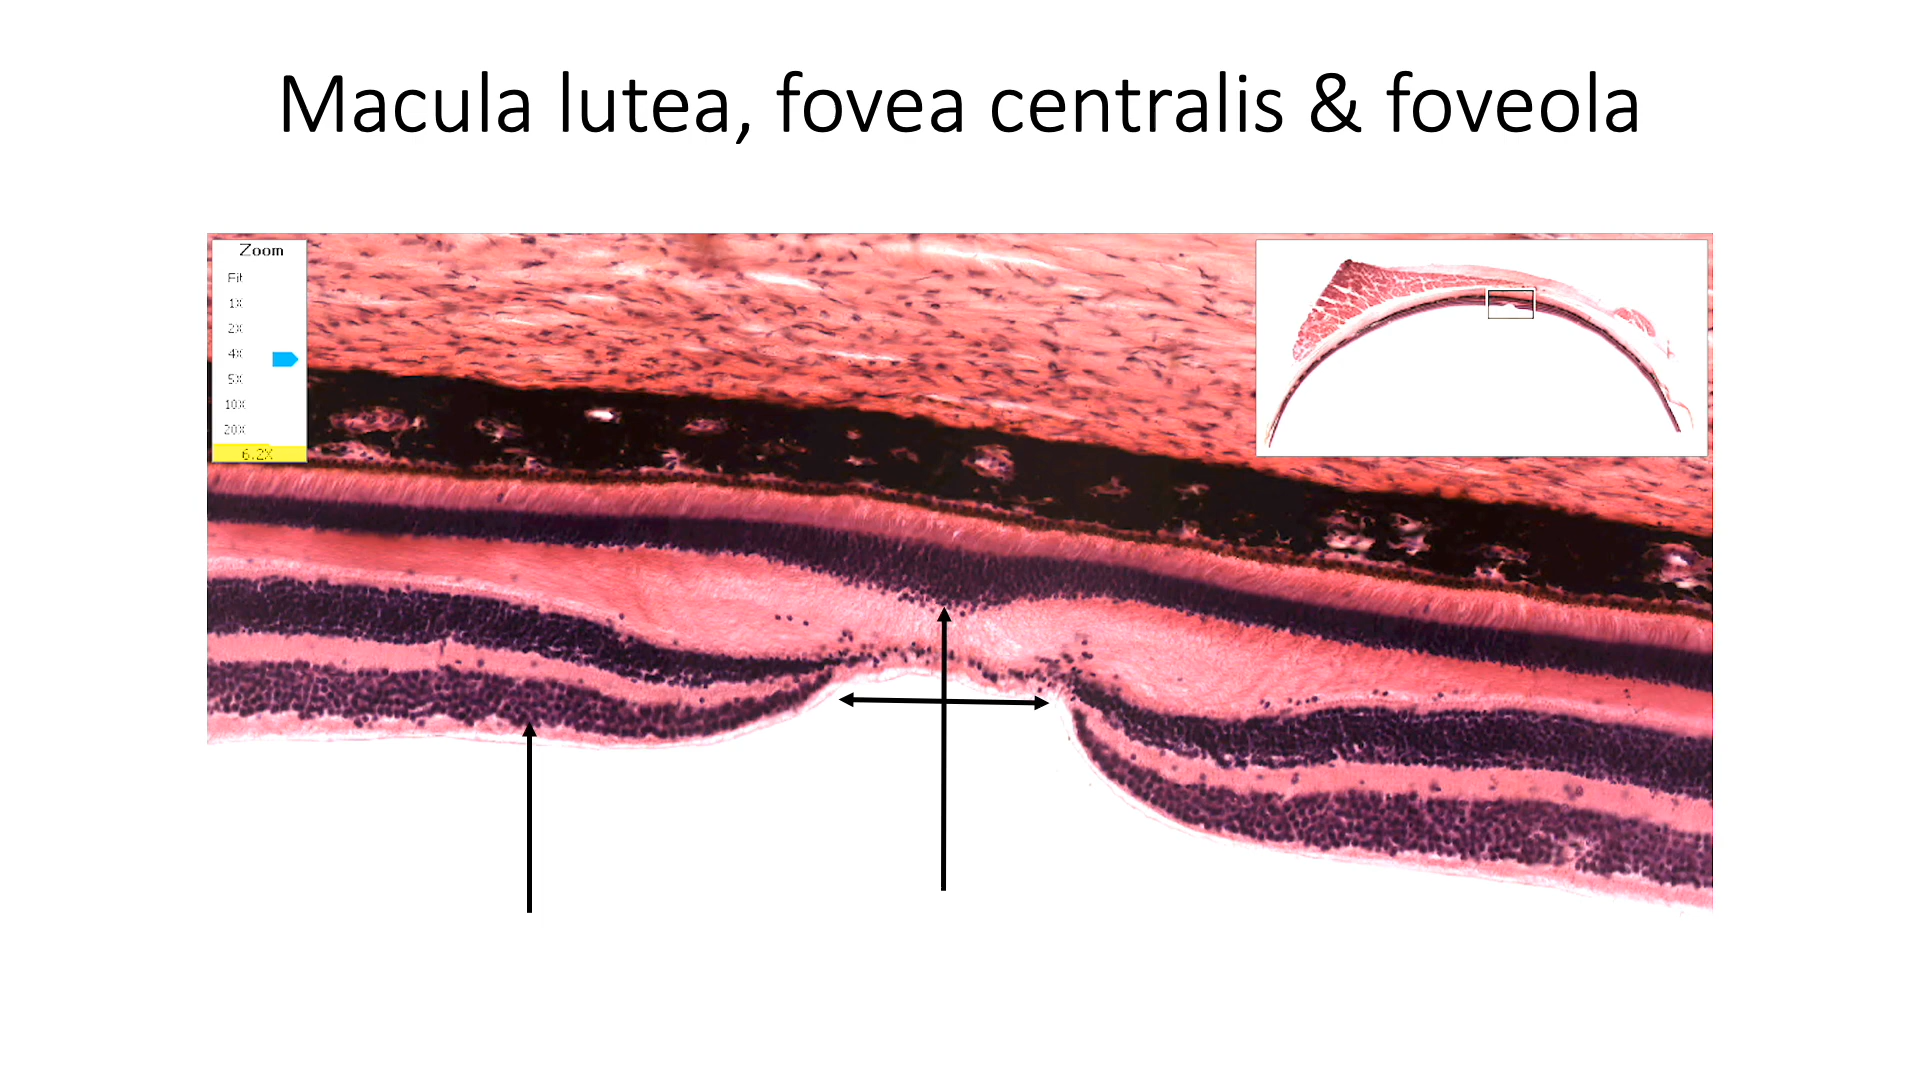 Macula lutea, fovea centralis & foveola
Zoom
Fit
1X
2X
4X
5X
10X
20X
6.2X